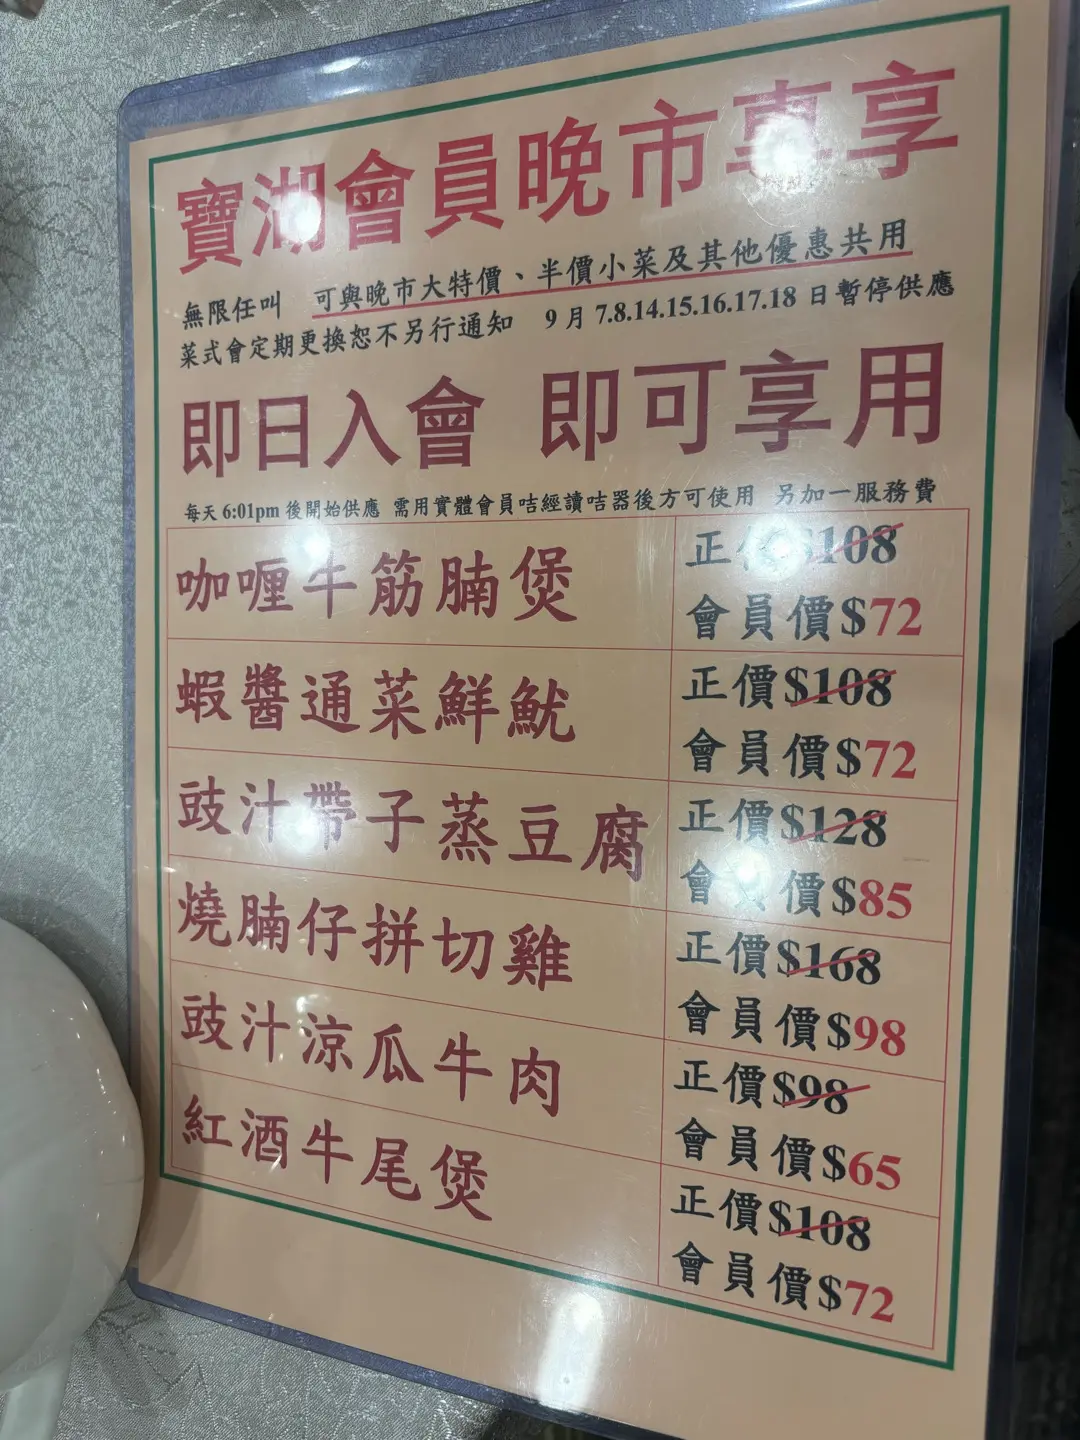 寶湖會員晚市專享
無限任叫 可與晚市大特價、半價小菜及其他優惠共用
菜式會定期更換恕不另行通知 9月7.8.14.15.16.17.18日暫停供應
即日入會 即可享用
每天6:01pm後開始供應 需用實體會員咭經讀咭器後方可使用 另加一服務費
咖喱牛筋腩煲
正價$108
會員價$72
蝦醬通菜鮮魷
正價$108
會員價$72
豉汁帶子蒸豆腐
正價$128
會員價$85
燒腩仔拼切雞
正價$168
會員價$98
豉汁涼瓜牛肉
正價$98
會員價$65
紅酒牛尾煲
正價$108
會員價$72